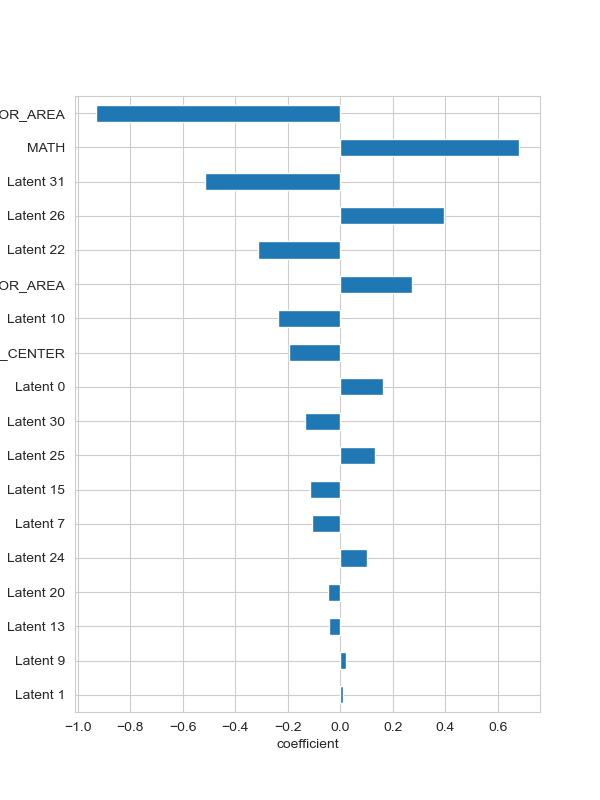 OR_AREA
MATH
Latent 31
Latent 26
Latent 22
OR_AREA
Latent 10
_CENTER
Latent 0
Latent 30
Latent 25
Latent 15
Latent 7
Latent 24
Latent 20
Latent 13
Latent 9
Latent 1
−1.0 −0.8 −0.6 −0.4 −0.2 0.0 0.2 0.4 0.6
coefficient